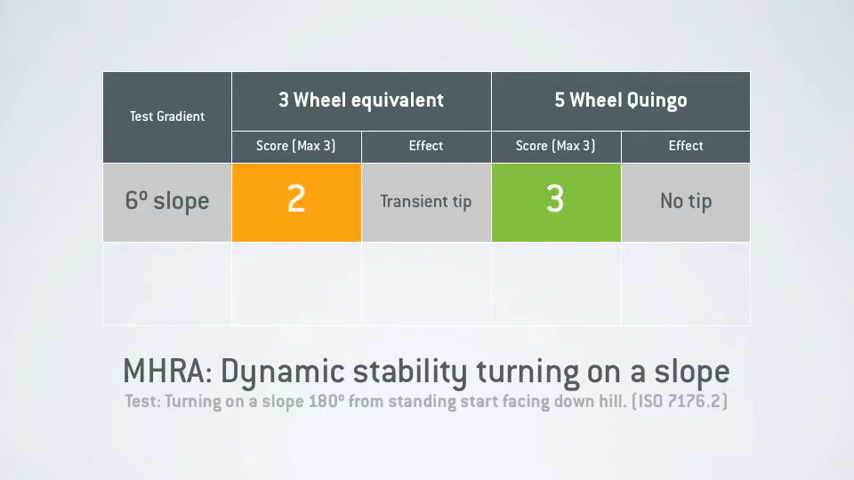 Test Gradient
3 Wheel equivalent
5 Wheel Quingo
Score (Max 3)
Effect
Score (Max 3)
Effect
6º slope
2
Transient tip
3
No tip
MHRA: Dynamic stability turning on a slope
Test: Turning on a slope 180º from standing start facing down hill. (ISO 7176.2)